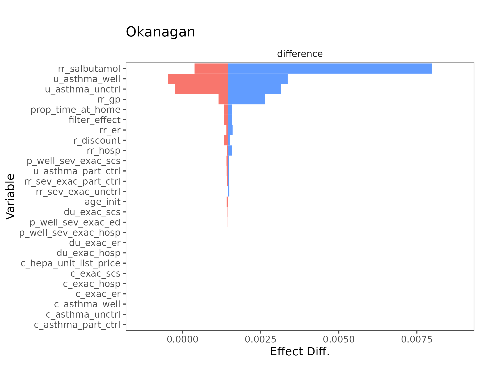 Okanagan
difference
rr_salbutamol
u_asthma_well
u_asthma_unctrl
rr_gp
prop_time_at_home
filter_effect
rr_er
r_discount
rr_hosp
p_well_sev_exac_scs
u_asthma_part_ctrl
rr_sev_exac_part_ctrl
rr_sev_exac_unctrl
age_init
du_exac_scs
p_well_sev_exac_ed
p_well_sev_exac_hosp
du_exac_er
du_exac_hosp
c_hepa_unit_list_price
c_exac_scs
c_exac_hosp
c_exac_er
c_asthma_well
c_asthma_unctrl
c_asthma_part_ctrl
Variable
0.0000 0.0025 0.0050 0.0075
Effect Diff.